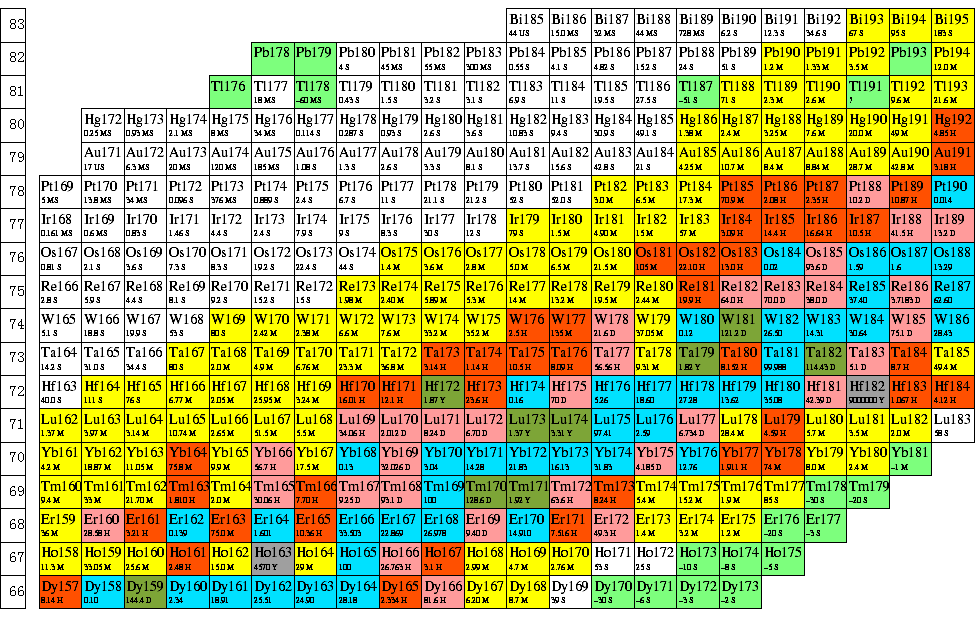 83 Bi185 Bi186 Bi187 Bi188 Bi189 Bi190 Bi191 Bi192 Bi193 Bi194 Bi195
44 US 15.0 MS 32 MS 44 MS 728 MS 6.2 S 12.3 S 34.6 S 67 S 95 S 183 S
82 Pb178 Pb179 Pb180 Pb181 Pb182 Pb183 Pb184 Pb185 Pb186 Pb187 Pb188 Pb189 Pb190 Pb191 Pb192 Pb193 Pb194
4 S 45 MS 55 MS 300 MS 0.55 S 4.1 S 4.82 S 15.2 S 24 S 51 S 1.2 M 1.33 M 3.5 M 12.0 M
81 Tl176 Tl177 Tl178 Tl179 Tl180 Tl181 Tl182 Tl183 Tl184 Tl185 Tl186 Tl187 Tl188 Tl189 Tl190 Tl191 Tl192 Tl193
18 MS ~60 MS 0.43 S 1.5 S 3.2 S 3.1 S 6.9 S 11 S 19.5 S 27.5 S ~51 S 71 S 2.3 M 2.6 M ? 9.6 M 21.6 M
80 Hg172 Hg173 Hg174 Hg175 Hg176 Hg177 Hg178 Hg179 Hg180 Hg181 Hg182 Hg183 Hg184 Hg185 Hg186 Hg187 Hg188 Hg189 Hg190 Hg191 Hg192
0.25 MS 0.93 MS 2.1 MS 8 MS 34 MS 0.114 S 0.287 S 0.93 S 2.6 S 3.6 S 10.83 S 9.4 S 30.9 S 49.1 S 1.38 M 2.4 M 3.25 M 7.6 M 20.0 M 49 M 4.85 H
79 Au171 Au172 Au173 Au174 Au175 Au176 Au177 Au178 Au179 Au180 Au181 Au182 Au183 Au184 Au185 Au186 Au187 Au188 Au189 Au190 Au191
17 US 6.3 MS 20 MS 120 MS 185 MS 1.08 S 1.3 S 2.6 S 3.3 S 8.1 S 13.7 S 15.6 S 42.8 S 21 S 4.25 M 10.7 M 8.4 M 8.84 M 28.7 M 42.8 M 3.18 H
78 Pt169 Pt170 Pt171 Pt172 Pt173 Pt174 Pt175 Pt176 Pt177 Pt178 Pt179 Pt180 Pt181 Pt182 Pt183 Pt184 Pt185 Pt186 Pt187 Pt188 Pt189 Pt190
5 MS 13.8 MS 34 MS 0.096 S 376 MS 0.889 S 2.4 S 6.7 S 11 S 21.1 S 21.2 S 52 S 52.0 S 3.0 M 6.5 M 17.3 M 70.9 M 2.08 H 2.35 H 10.2 D 10.87 H 0.014
77 Ir168 Ir169 Ir170 Ir171 Ir172 Ir173 Ir174 Ir175 Ir176 Ir177 Ir178 Ir179 Ir180 Ir181 Ir182 Ir183 Ir184 Ir185 Ir186 Ir187 Ir188 Ir189
0.161 MS 0.6 MS 0.83 S 1.46 S 4.4 S 2.4 S 7.9 S 9 S 8.3 S 30 S 12 S 79 S 1.5 M 4.90 M 15 M 57 M 3.09 H 14.4 H 16.64 H 10.5 H 41.5 H 13.2 D
76 Os167 Os168 Os169 Os170 Os171 Os172 Os173 Os174 Os175 Os176 Os177 Os178 Os179 Os180 Os181 Os182 Os183 Os184 Os185 Os186 Os187 Os188
0.81 S 2.1 S 3.6 S 7.3 S 8.3 S 19.2 S 22.4 S 44 S 1.4 M 3.6 M 2.8 M 5.0 M 6.5 M 21.5 M 105 M 22.10 H 13.0 H 0.02 93.6 D 1.59 1.6 13.29
75 Re166 Re167 Re168 Re169 Re170 Re171 Re172 Re173 Re174 Re175 Re176 Re177 Re178 Re179 Re180 Re181 Re182 Re183 Re184 Re185 Re186 Re187
2.8 S 5.9 S 4.4 S 8.1 S 9.2 S 15.2 S 15 S 1.98 M 2.40 M 5.89 M 5.3 M 14 M 13.2 M 19.5 M 2.44 M 19.9 H 64.0 H 70.0 D 38.0 D 37.40 3.7183 D 62.60
74 W165 W166 W167 W168 W169 W170 W171 W172 W173 W174 W175 W176 W177 W178 W179 W180 W181 W182 W183 W184 W185 W186
5.1 S 18.8 S 19.9 S 53 S 80 S 2.42 M 2.38 M 6.6 M 7.6 M 33.2 M 35.2 M 2.5 H 135 M 21.6 D 37.05 M 0.12 121.2 D 26.50 14.31 30.64 75.1 D 28.43
73 Ta164 Ta165 Ta166 Ta167 Ta168 Ta169 Ta170 Ta171 Ta172 Ta173 Ta174 Ta175 Ta176 Ta177 Ta178 Ta179 Ta180 Ta181 Ta182 Ta183 Ta184 Ta185
14.2 S 31.0 S 34.4 S 80 S 2.0 M 4.9 M 6.76 M 23.3 M 36.8 M 3.14 H 1.14 H 10.5 H 8.09 H 56.56 H 9.31 M 1.82 Y 8.152 H 99.988 114.43 D 5.1 D 8.7 H 49.4 M
72 Hf163 Hf164 Hf165 Hf166 Hf167 Hf168 Hf169 Hf170 Hf171 Hf172 Hf173 Hf174 Hf175 Hf176 Hf177 Hf178 Hf179 Hf180 Hf181 Hf182 Hf183 Hf184
40.0 S 111 S 76 S 6.77 M 2.05 M 25.95 M 3.24 M 16.01 H 12.1 H 1.87 Y 23.6 H 0.16 70 D 5.26 18.60 27.28 13.62 35.08 42.39 D 9000000 Y 1.067 H 4.12 H
71 Lu162 Lu163 Lu164 Lu165 Lu166 Lu167 Lu168 Lu169 Lu170 Lu171 Lu172 Lu173 Lu174 Lu175 Lu176 Lu177 Lu178 Lu179 Lu180 Lu181 Lu182 Lu183
1.37 M 3.97 M 3.14 M 10.74 M 2.65 M 51.5 M 5.5 M 34.06 H 2.012 D 8.24 D 6.70 D 1.37 Y 3.31 Y 97.41 2.59 6.734 D 28.4 M 4.59 H 5.7 M 3.5 M 2.0 M 58 S
70 Yb161 Yb162 Yb163 Yb164 Yb165 Yb166 Yb167 Yb168 Yb169 Yb170 Yb171 Yb172 Yb173 Yb174 Yb175 Yb176 Yb177 Yb178 Yb179 Yb180 Yb181
4.2 M 18.87 M 11.05 M 75.8 M 9.9 M 56.7 H 17.5 M 0.13 32.026 D 3.04 14.28 21.83 16.13 31.83 4.185 D 12.76 1.911 H 74 M 8.0 M 2.4 M ~1 M
69 Tm160 Tm161 Tm162 Tm163 Tm164 Tm165 Tm166 Tm167 Tm168 Tm169 Tm170 Tm171 Tm172 Tm173 Tm174 Tm175 Tm176 Tm177 Tm178 Tm179
9.4 M 33 M 21.70 M 1.810 H 2.0 M 30.06 H 7.70 H 9.25 D 93.1 D 100 128.6 D 1.92 Y 63.6 H 8.24 H 5.4 M 15.2 M 1.9 M 85 S ~30 S ~20 S
68 Er159 Er160 Er161 Er162 Er163 Er164 Er165 Er166 Er167 Er168 Er169 Er170 Er171 Er172 Er173 Er174 Er175 Er176 Er177
36 M 28.58 H 3.21 H 0.139 75.0 M 1.601 10.36 H 33.503 22.869 26.978 9.40 D 14.910 7.516 H 49.3 H 1.4 M 3.2 M 1.2 M ~20 S ~3 S
67 Ho158 Ho159 Ho160 Ho161 Ho162 Ho163 Ho164 Ho165 Ho166 Ho167 Ho168 Ho169 Ho170 Ho171 Ho172 Ho173 Ho174 Ho175
11.3 M 33.05 M 25.6 M 2.48 H 15.0 M 4570 Y 29 M 100 26.763 H 3.1 H 2.99 M 4.7 M 2.76 M 53 S 25 S ~10 S ~8 S ~5 S
66 Dy157 Dy158 Dy159 Dy160 Dy161 Dy162 Dy163 Dy164 Dy165 Dy166 Dy167 Dy168 Dy169 Dy170 Dy171 Dy172 Dy173
8.14 H 0.10 144.4 D 2.34 18.91 25.51 24.90 28.18 2.334 H 81.6 H 6.20 M 8.7 M 39 S ~30 S ~6 S ~3 S ~2 S